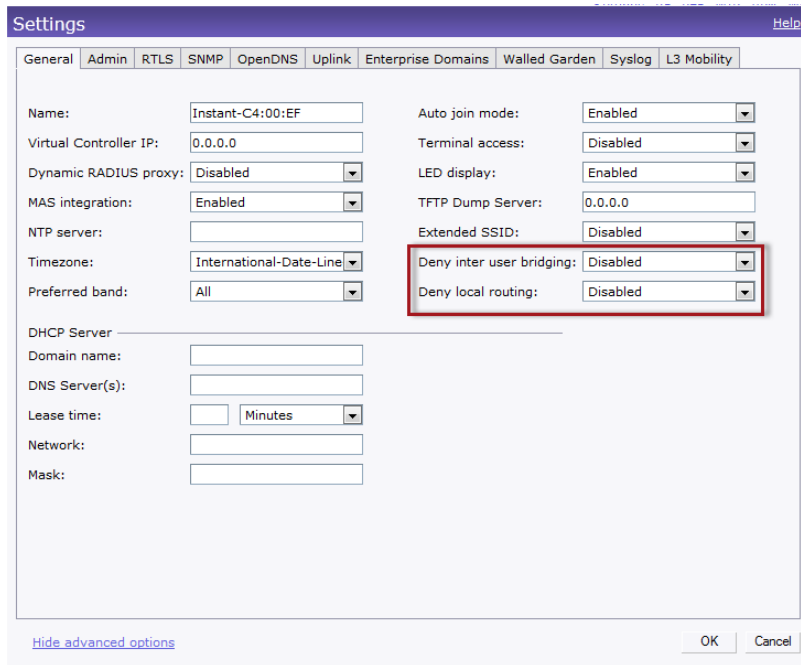 Settings
Help
General Admin RTLS SNMP OpenDNS Uplink Enterprise Domains Walled Garden Syslog L3 Mobility
Name: Instant-C4:00:EF Auto join mode: Enabled
Virtual Controller IP: 0.0.0.0 Terminal access: Disabled
Dynamic RADIUS proxy: Disabled LED display: Enabled
MAS integration: Enabled TFTP Dump Server: 0.0.0.0
NTP server: Extended SSID: Disabled
Timezone: International-Date-Line Deny inter user bridging: Disabled
Preferred band: All Deny local routing: Disabled
DHCP Server
Domain name:
DNS Server(s):
Lease time: Minutes
Network:
Mask:
Hide advanced options OK Cancel